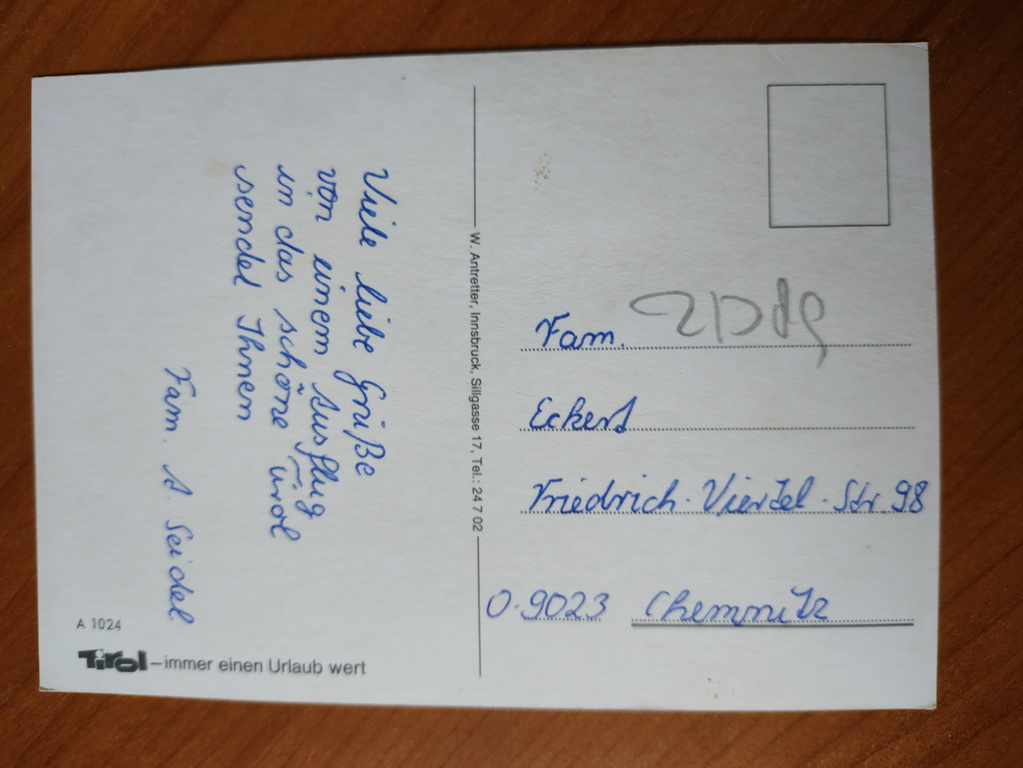 Viele liebe Grüße
von einem Ausflug
in das schöne Tirol
sendet Ihnen
Fam. A. Seidel
A 1024
Tirol – immer einen Urlaub wert
W. Antretter, Innsbruck, Sillgasse 17, Tel.: 24 7 02
Fam.
Eckert
Friedrich-Viertel-Str 98
O-9023 Chemnitz